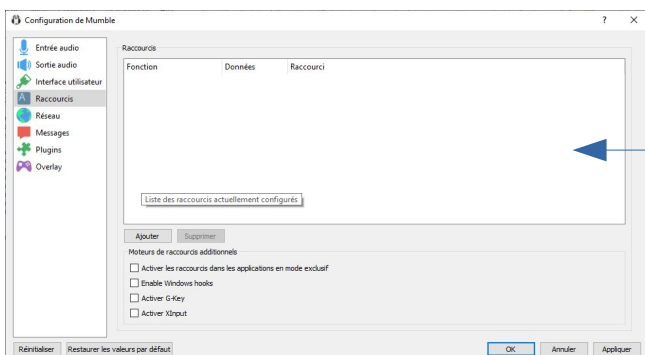 Configuration de Mumble
Entrée audio
Sortie audio
Interface utilisateur
Raccourcis
Réseau
Messages
Plugins
Overlay
Raccourcis
Fonction Données Raccourci
Liste des raccourcis actuellement configurés
Ajouter Supprimer
Moteurs de raccourcis additionnels
Activer les raccourcis dans les applications en mode exclusif
Enable Windows hooks
Activer G-Key
Activer XInput
Réinitialiser Restaurer les valeurs par défaut OK Annuler Appliquer